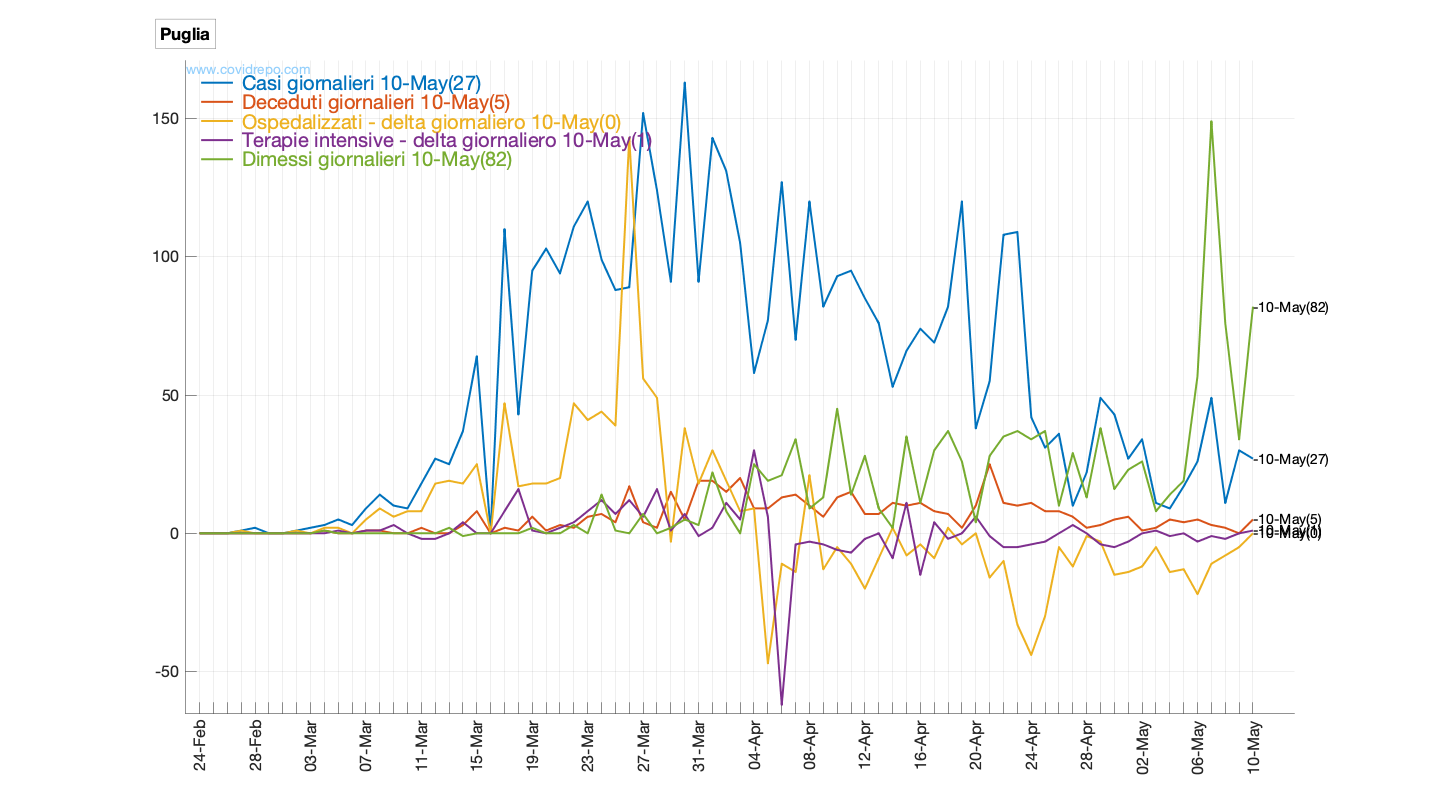 Puglia
www.covidrepo.com
Casi giornalieri 10-May(27)
Deceduti giornalieri 10-May(5)
Ospedalizzati - delta giornaliero 10-May(0)
Terapie intensive - delta giornaliero 10-May(1)
Dimessi giornalieri 10-May(82)
150
100
50
0
-50
10-May(82)
10-May(27)
10-May(5)
10-May(1)
10-May(0)
24-Feb
28-Feb
03-Mar
07-Mar
11-Mar
15-Mar
19-Mar
23-Mar
27-Mar
31-Mar
04-Apr
08-Apr
12-Apr
16-Apr
20-Apr
24-Apr
28-Apr
02-May
06-May
10-May